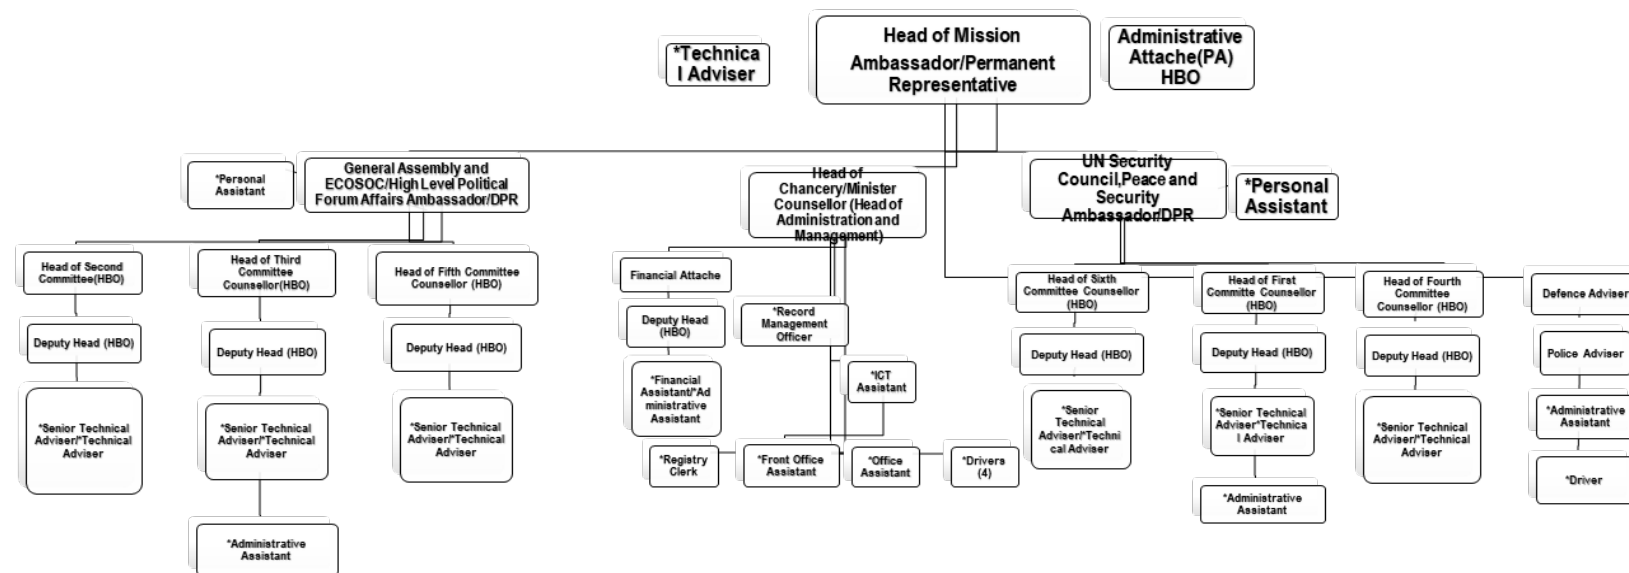 Head of Mission
Ambassador/Permanent
Representative
*Technica
l Adviser
Administrative
Attache(PA)
HBO
*Personal
Assistant
General Assembly and
ECOSOC/High Level Political
Forum Affairs Ambassador/DPR
Head of
Chancery/Minister
Counsellor (Head of
Administration and
Management)
UN Security
Council,Peace and
Security
Ambassador/DPR
*Personal
Assistant
Head of Second
Committee(HBO)
Deputy Head (HBO)
*Senior Technical
Adviser/*Technical
Adviser
Head of Third
Committee
Counsellor(HBO)
Deputy Head (HBO)
*Senior Technical
Adviser/*Technical
Adviser
*Administrative
Assistant
Head of Fifth Committee
Counsellor (HBO)
Deputy Head (HBO)
*Senior Technical
Adviser/*Technical
Adviser
Financial Attache
Deputy Head
(HBO)
*Financial
Assistant/*Ad
ministrative
Assistant
*Record
Management
Officer
*ICT
Assistant
*Registry
Clerk
*Front Office
Assistant
*Office
Assistant
*Drivers
(4)
Head of Sixth
Committee Counsellor
(HBO)
Deputy Head (HBO)
*Senior
Technical
Adviser/*Techni
cal Adviser
Head of First
Committe Counsellor
(HBO)
Deputy Head (HBO)
*Senior Technical
Adviser*Technica
l Adviser
*Administrative
Assistant
Head of Fourth
Committee
Counsellor (HBO)
Deputy Head (HBO)
*Senior Technical
Adviser/*Technical
Adviser
Defence Adviser
Police Adviser
*Administrative
Assistant
*Driver